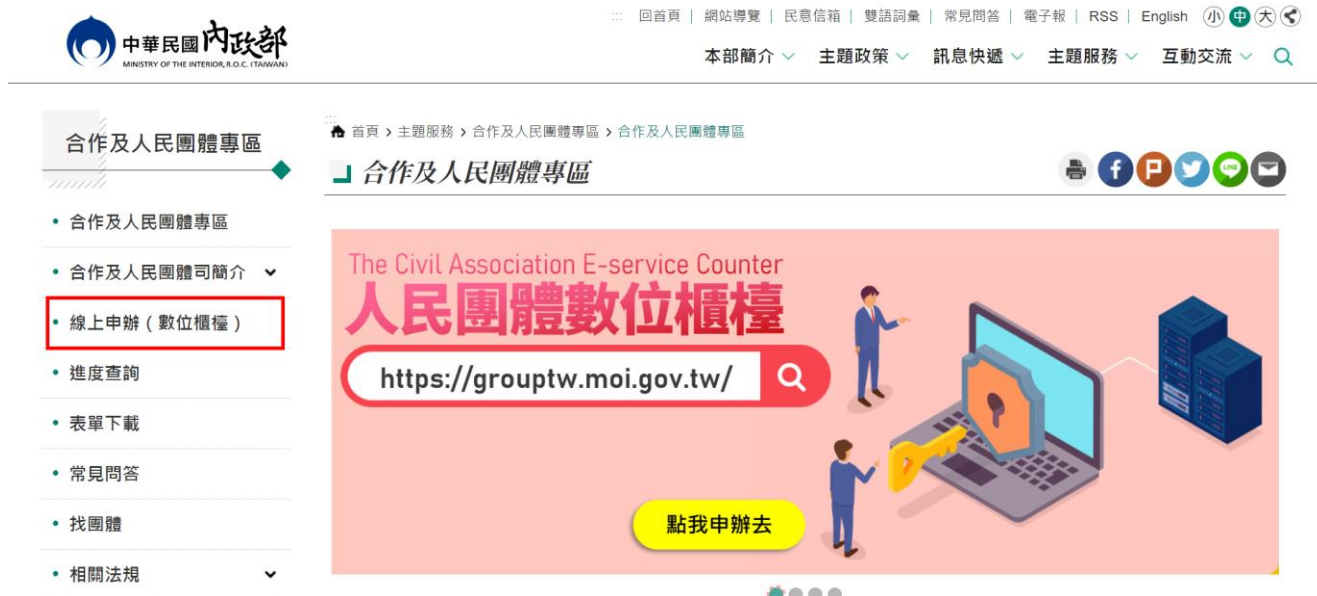 ::: 回首頁 | 網站導覽 | 民意信箱 | 雙語詞彙 | 常見問答 | 電子報 | RSS | English 小 中 大
中華民國內政部
MINISTRY OF THE INTERIOR, R.O.C. (TAIWAN)
本部簡介 主題政策 訊息快遞 主題服務 互動交流
合作及人民團體專區
• 合作及人民團體專區
• 合作及人民團體司簡介
• 線上申辦（數位櫃檯）
• 進度查詢
• 表單下載
• 常見問答
• 找團體
• 相關法規
:::
首頁 › 主題服務 › 合作及人民團體專區 › 合作及人民團體專區
合作及人民團體專區
The Civil Association E-service Counter
人民團體數位櫃檯
https://grouptw.moi.gov.tw/
點我申辦去